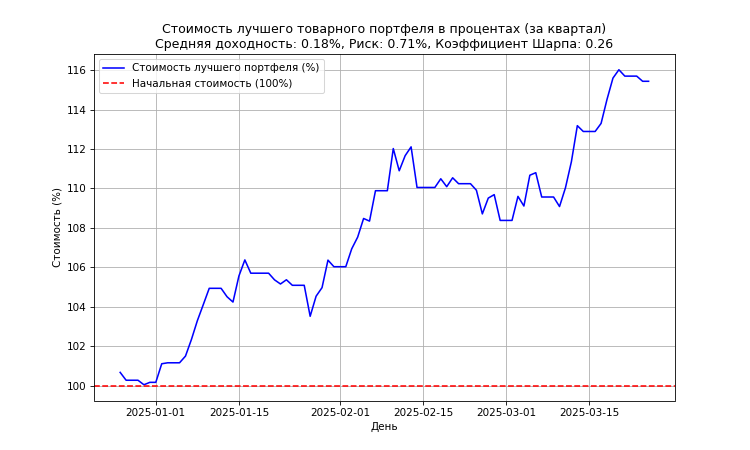 Стоимость лучшего товарного портфеля в процентах (за квартал)
Средняя доходность: 0.18%, Риск: 0.71%, Коэффициент Шарпа: 0.26
Стоимость лучшего портфеля (%)
Начальная стоимость (100%)
Стоимость (%)
116
114
112
110
108
106
104
102
100
2025-01-01
2025-01-15
2025-02-01
2025-02-15
2025-03-01
2025-03-15
День